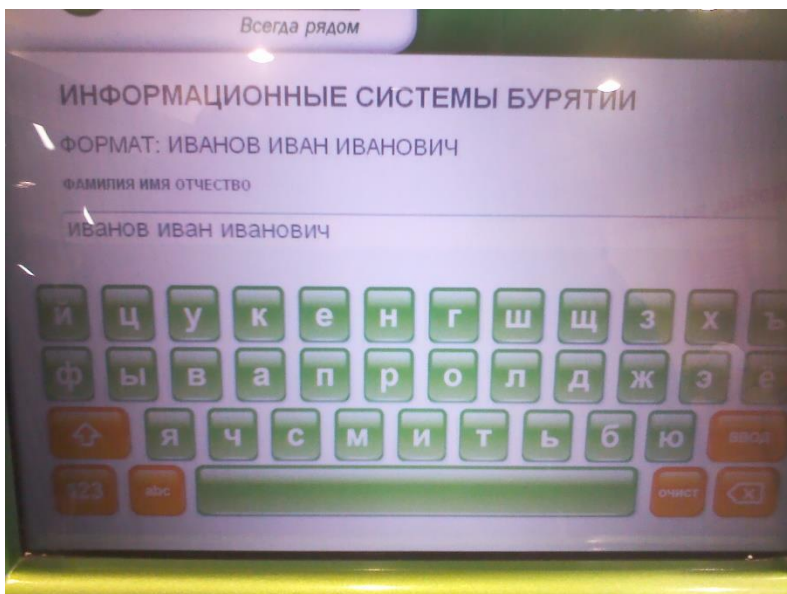 Всегда рядом
ИНФОРМАЦИОННЫЕ СИСТЕМЫ БУРЯТИИ
ФОРМАТ: ИВАНОВ ИВАН ИВАНОВИЧ
ФАМИЛИЯ ИМЯ ОТЧЕСТВО
иванов иван иванович
й ц у к е н г ш щ з х ъ
ф ы в а п р о л д ж э ё
я ч с м и т ь б ю ввод
123 abc очист